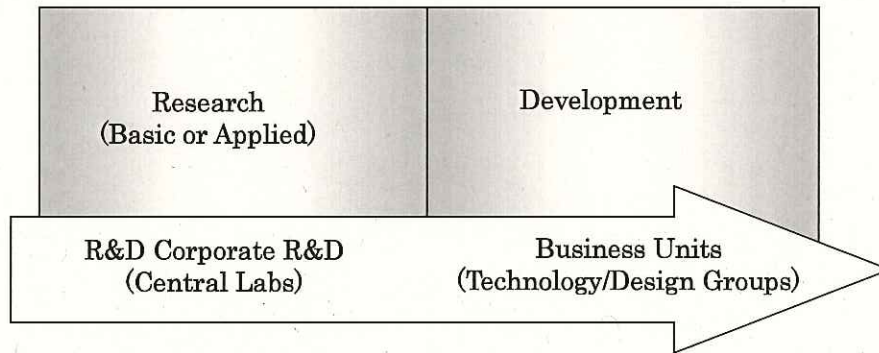 Research
(Basic or Applied)
Development
R&D Corporate R&D
(Central Labs)
Business Units
(Technology/Design Groups)